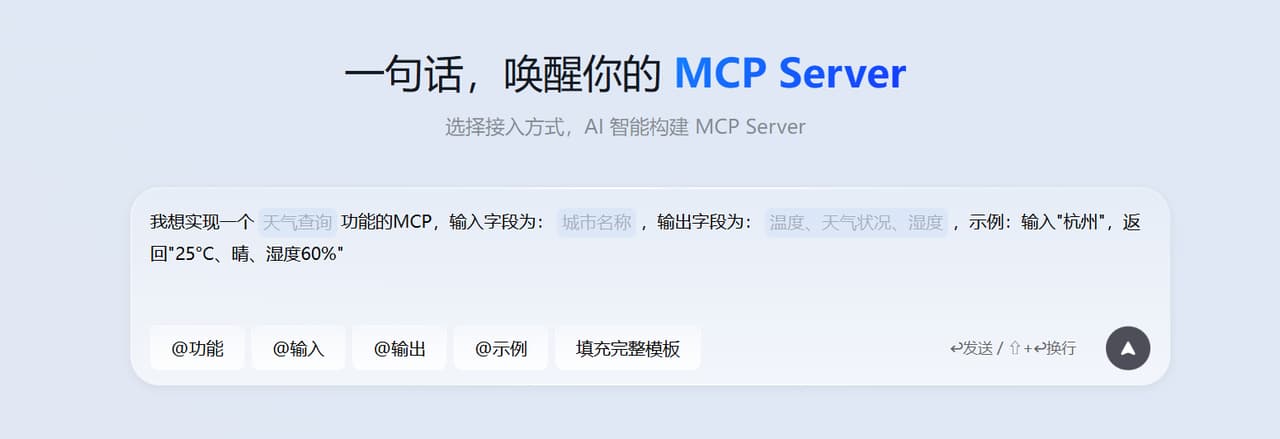 一句话，唤醒你的 MCP Server
选择接入方式，AI 智能构建 MCP Server
我想实现一个 天气查询 功能的MCP，输入字段为： 城市名称 ，输出字段为： 温度、天气状况、湿度 ，示例：输入"杭州"，返
回"25°C、晴、湿度60%"
@功能 @输入 @输出 @示例 填充完整模板 ↩发送 / ⇧+↩换行